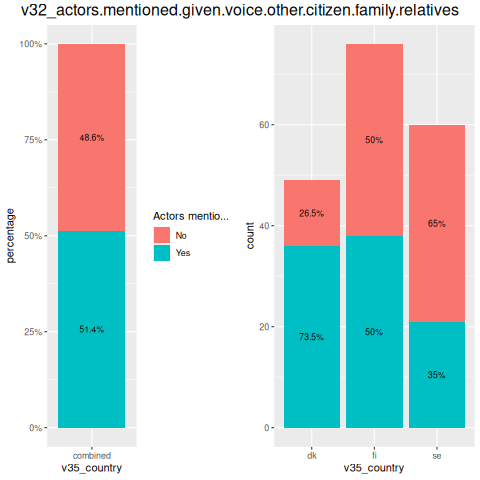 v32_actors.mentioned.given.voice.other.citizen.family.relatives
percentage
100%
75%
50%
25%
0%
48.6%
51.4%
combined
v35_country
Actors mentio...
No
Yes
count
60
40
20
0
26.5%
73.5%
50%
50%
65%
35%
dk
fi
se
v35_country